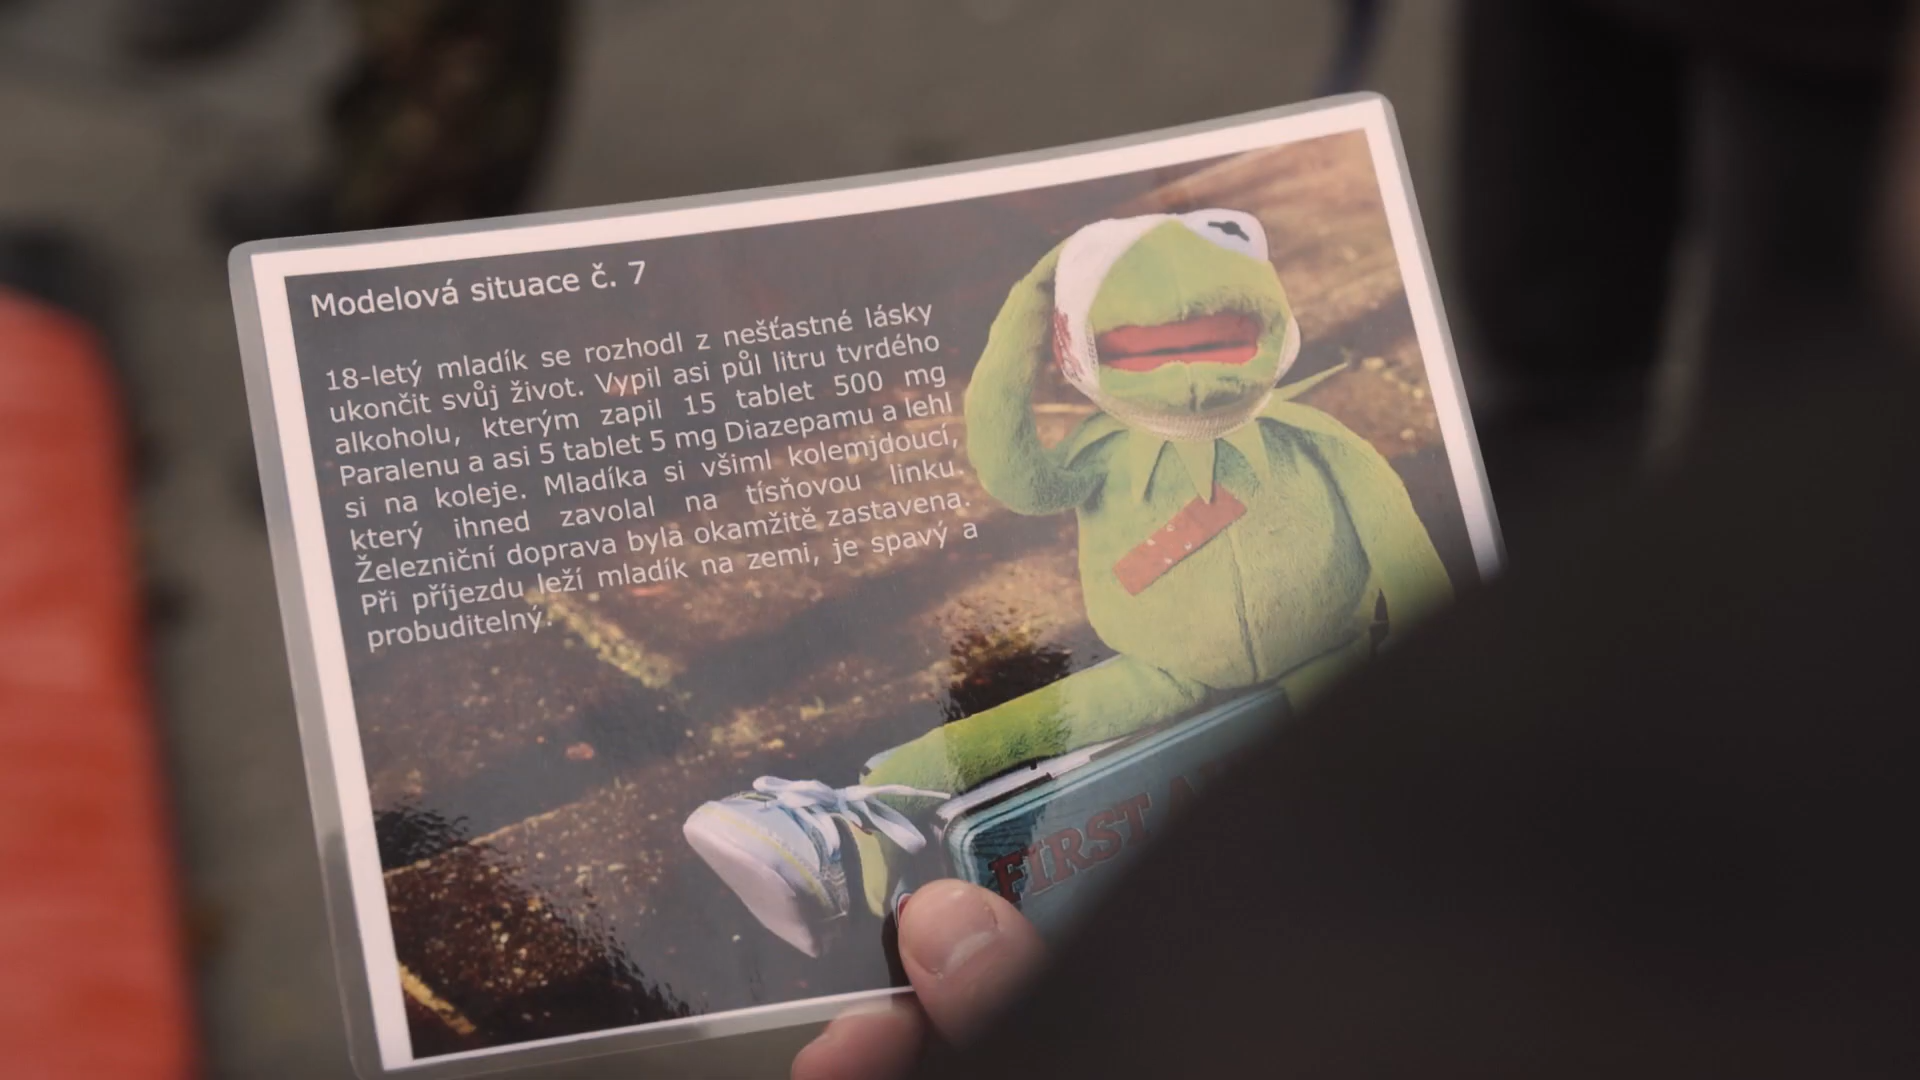 Modelová situace č. 7
18-letý mladík se rozhodl z nešťastné lásky
ukončit svůj život. Vypil asi půl litru tvrdého
alkoholu, kterým zapil 15 tablet 500 mg
Paralenu a asi 5 tablet 5 mg Diazepamu a lehl
si na koleje. Mladíka si všiml kolemjdoucí,
který ihned zavolal na tísňovou linku.
Železniční doprava byla okamžitě zastavena.
Při příjezdu leží mladík na zemi, je spavý a
probuditelný.
FIRST